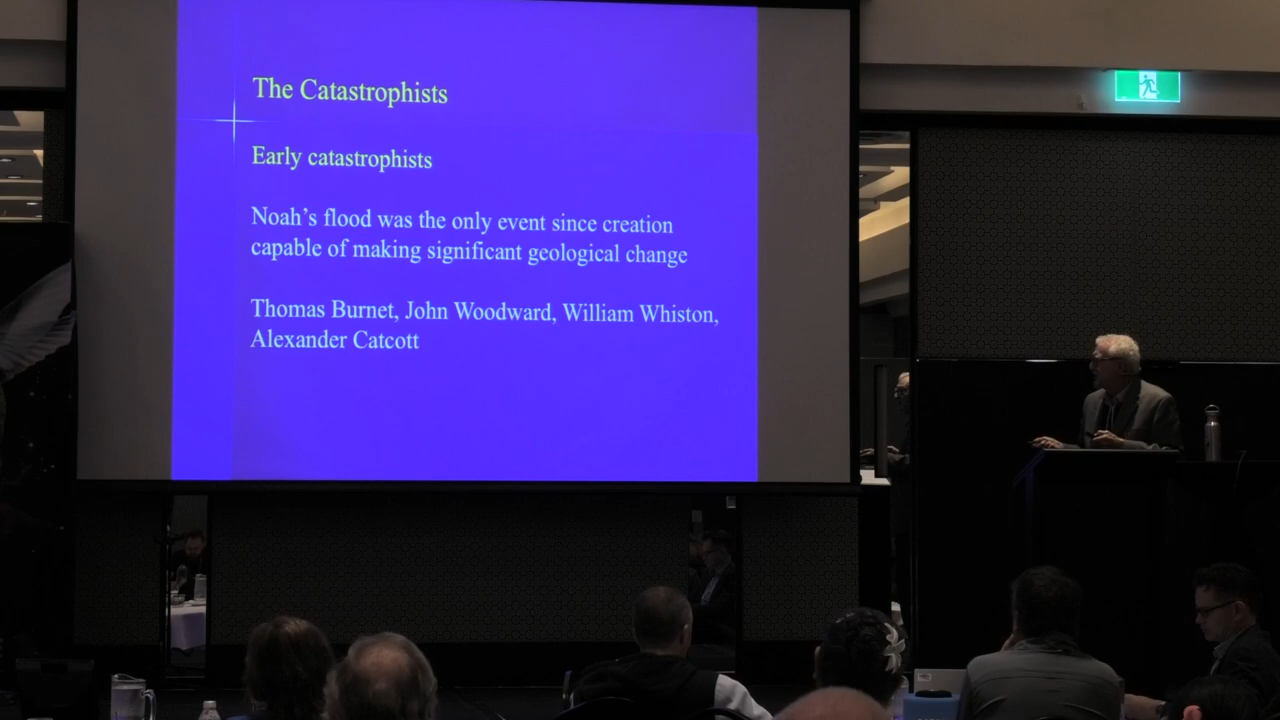 The Catastrophists
Early catastrophists
Noah’s flood was the only event since creation
capable of making significant geological change
Thomas Burnet, John Woodward, William Whiston,
Alexander Catcott